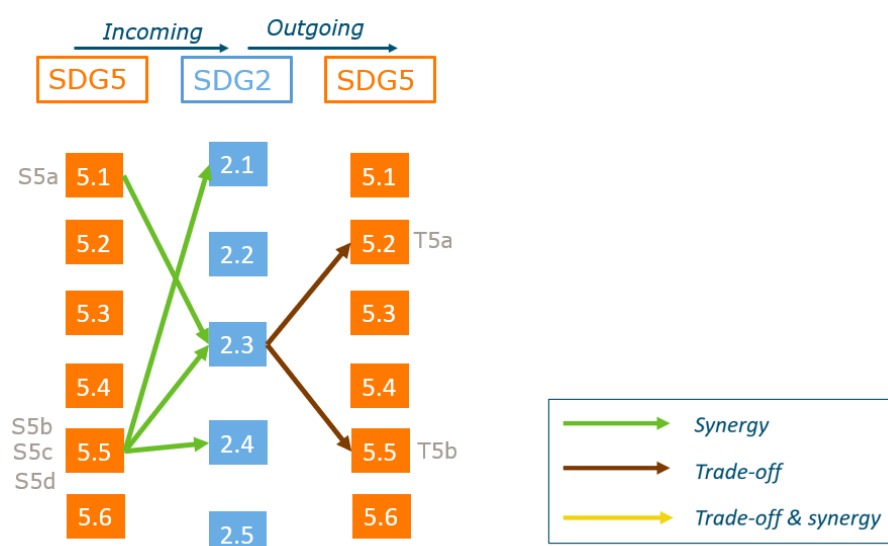 Incoming
Outgoing
SDG5
SDG2
SDG5
S5a
5.1
2.1
5.1
5.2
2.2
5.2
T5a
5.3
2.3
5.3
5.4
5.4
S5b
S5c
S5d
5.5
2.4
5.5
T5b
5.6
2.5
5.6
Synergy
Trade-off
Trade-off & synergy